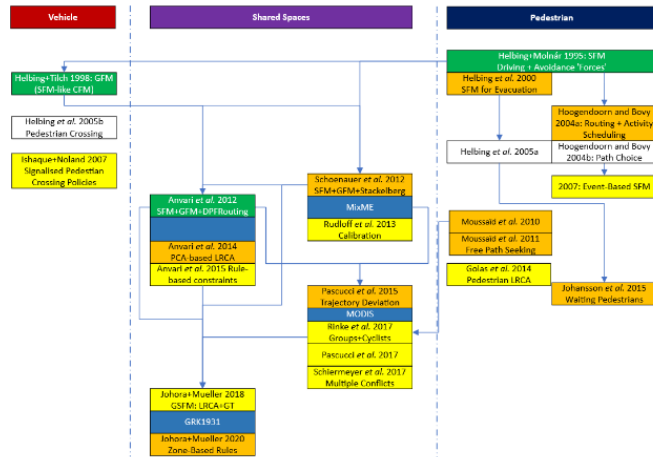 Vehicle
Shared Spaces
Pedestrian
Helbing+Molnár 1995: SFM
Driving + Avoidance 'Forces'
Helbing+Tilch 1998: GFM
(SFM-like CFM)
Helbing et al. 2000
SFM for Evacuation
Hoogendoorn and Bovy
2004a: Routing + Activity
Scheduling
Helbing et al. 2005b
Pedestrian Crossing
Helbing et al. 2005a
Hoogendoorn and Bovy
2004b: Path Choice
Ishaque+Noland 2007
Signalised Pedestian
Crossing Policies
2007: Event-Based SFM
Schoenauer et al. 2012
SFM+GFM+Stackelberg
MixME
Rudloff et al. 2013
Calibration
Anvari et al. 2012
SFM+GFM+DPFRouting
Anvari et al. 2014
PCA-based LRCA
Anvari et al. 2015 Rule-
based constraints
Moussaïd et al. 2010
Moussaïd et al. 2011
Free Path Seeking
Golas et al. 2014
Pedestrian LRCA
Johansson et al. 2015
Waiting Pedestrians
Pascucci et al. 2015
Trajectory Deviation
MODIS
Rinke et al. 2017
Groups+Cyclists
Pascucci et al. 2017
Schiermeyer et al. 2017
Multiple Conflicts
Johora+Mueller 2018
GSFM: LRCA+GT
GRK1931
Johora+Mueller 2020
Zone-Based Rules